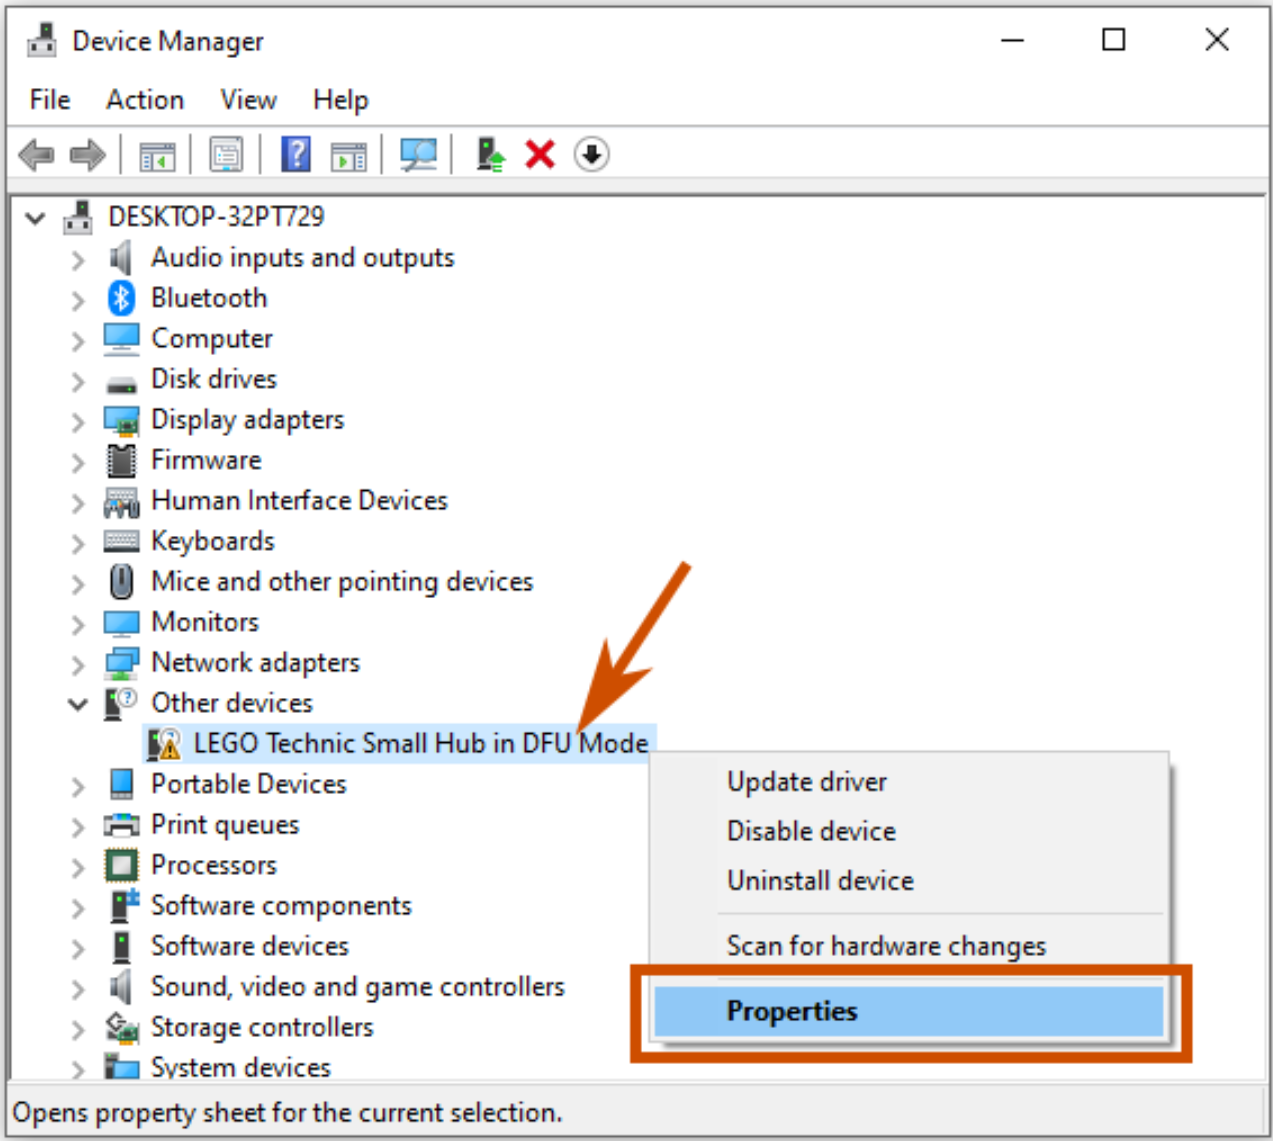 Device Manager
File Action View Help
DESKTOP-32PT729
Audio inputs and outputs
Bluetooth
Computer
Disk drives
Display adapters
Firmware
Human Interface Devices
Keyboards
Mice and other pointing devices
Monitors
Network adapters
Other devices
LEGO Technic Small Hub in DFU Mode
Portable Devices
Print queues
Processors
Software components
Software devices
Sound, video and game controllers
Storage controllers
System devices
Update driver
Disable device
Uninstall device
Scan for hardware changes
Properties
Opens property sheet for the current selection.